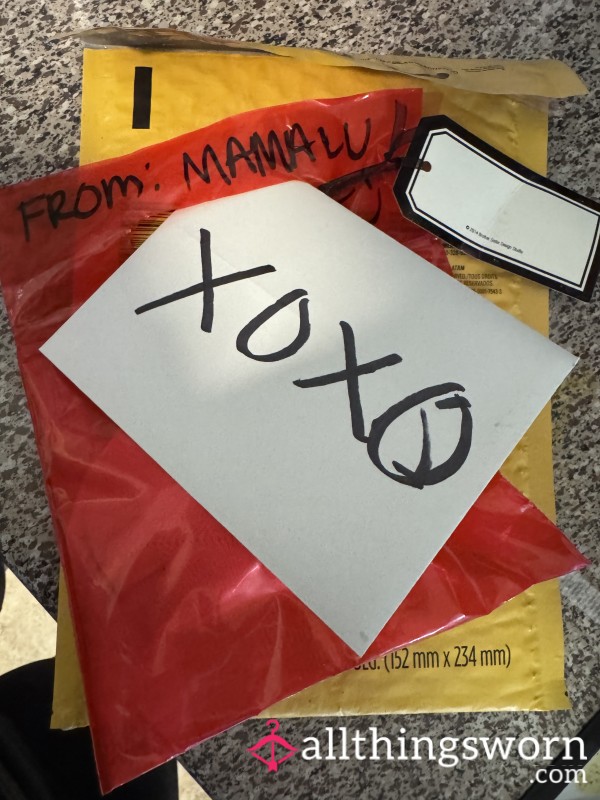 FROM: MAMALU!
XOXO
(152 mm x 234 mm)
allthingsworn
.com